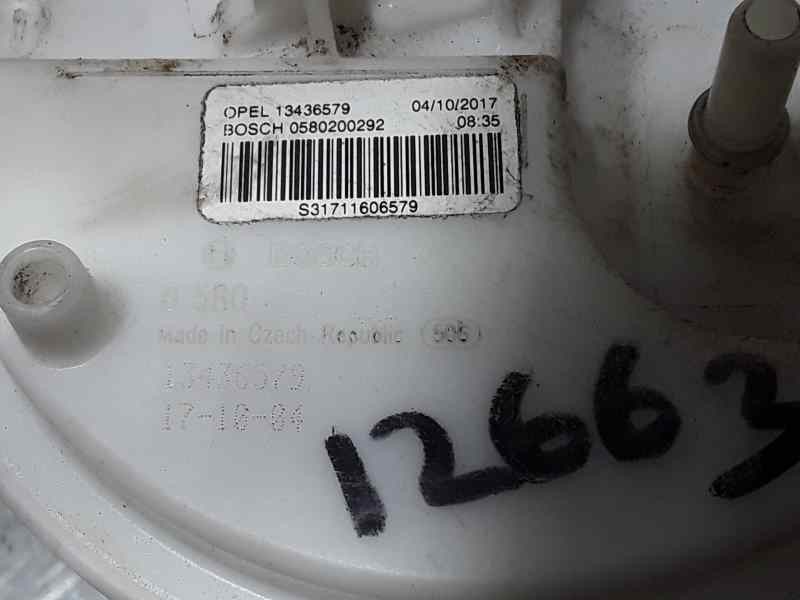 OPEL 13436579 04/10/2017
BOSCH 0580200292 08:35
S31711606579
BOSCH
0 580
Made in Czech Republic 505
13436579
17-10-04
12663